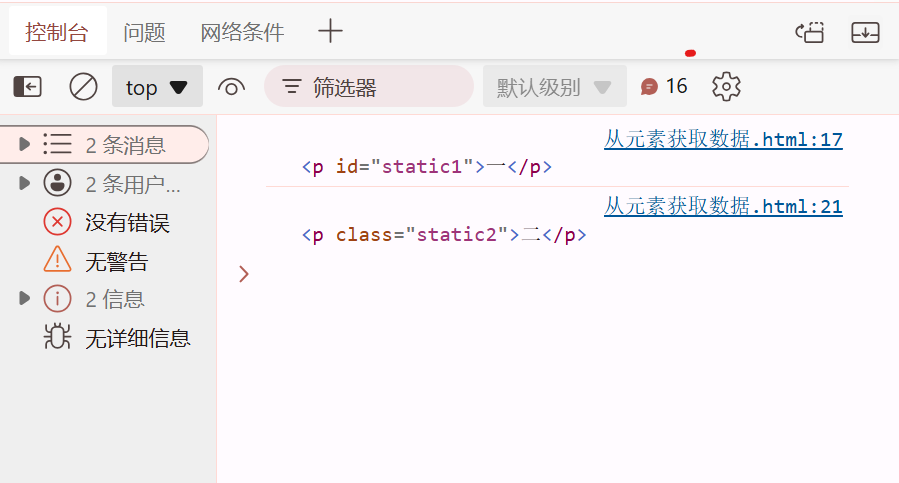 控制台 问题 网络条件
top 筛选器 默认级别 16
2 条消息
2 条用户...
没有错误
无警告
2 信息
无详细信息
从元素获取数据.html:17
<p id="static1">一</p>
从元素获取数据.html:21
<p class="static2">二</p>